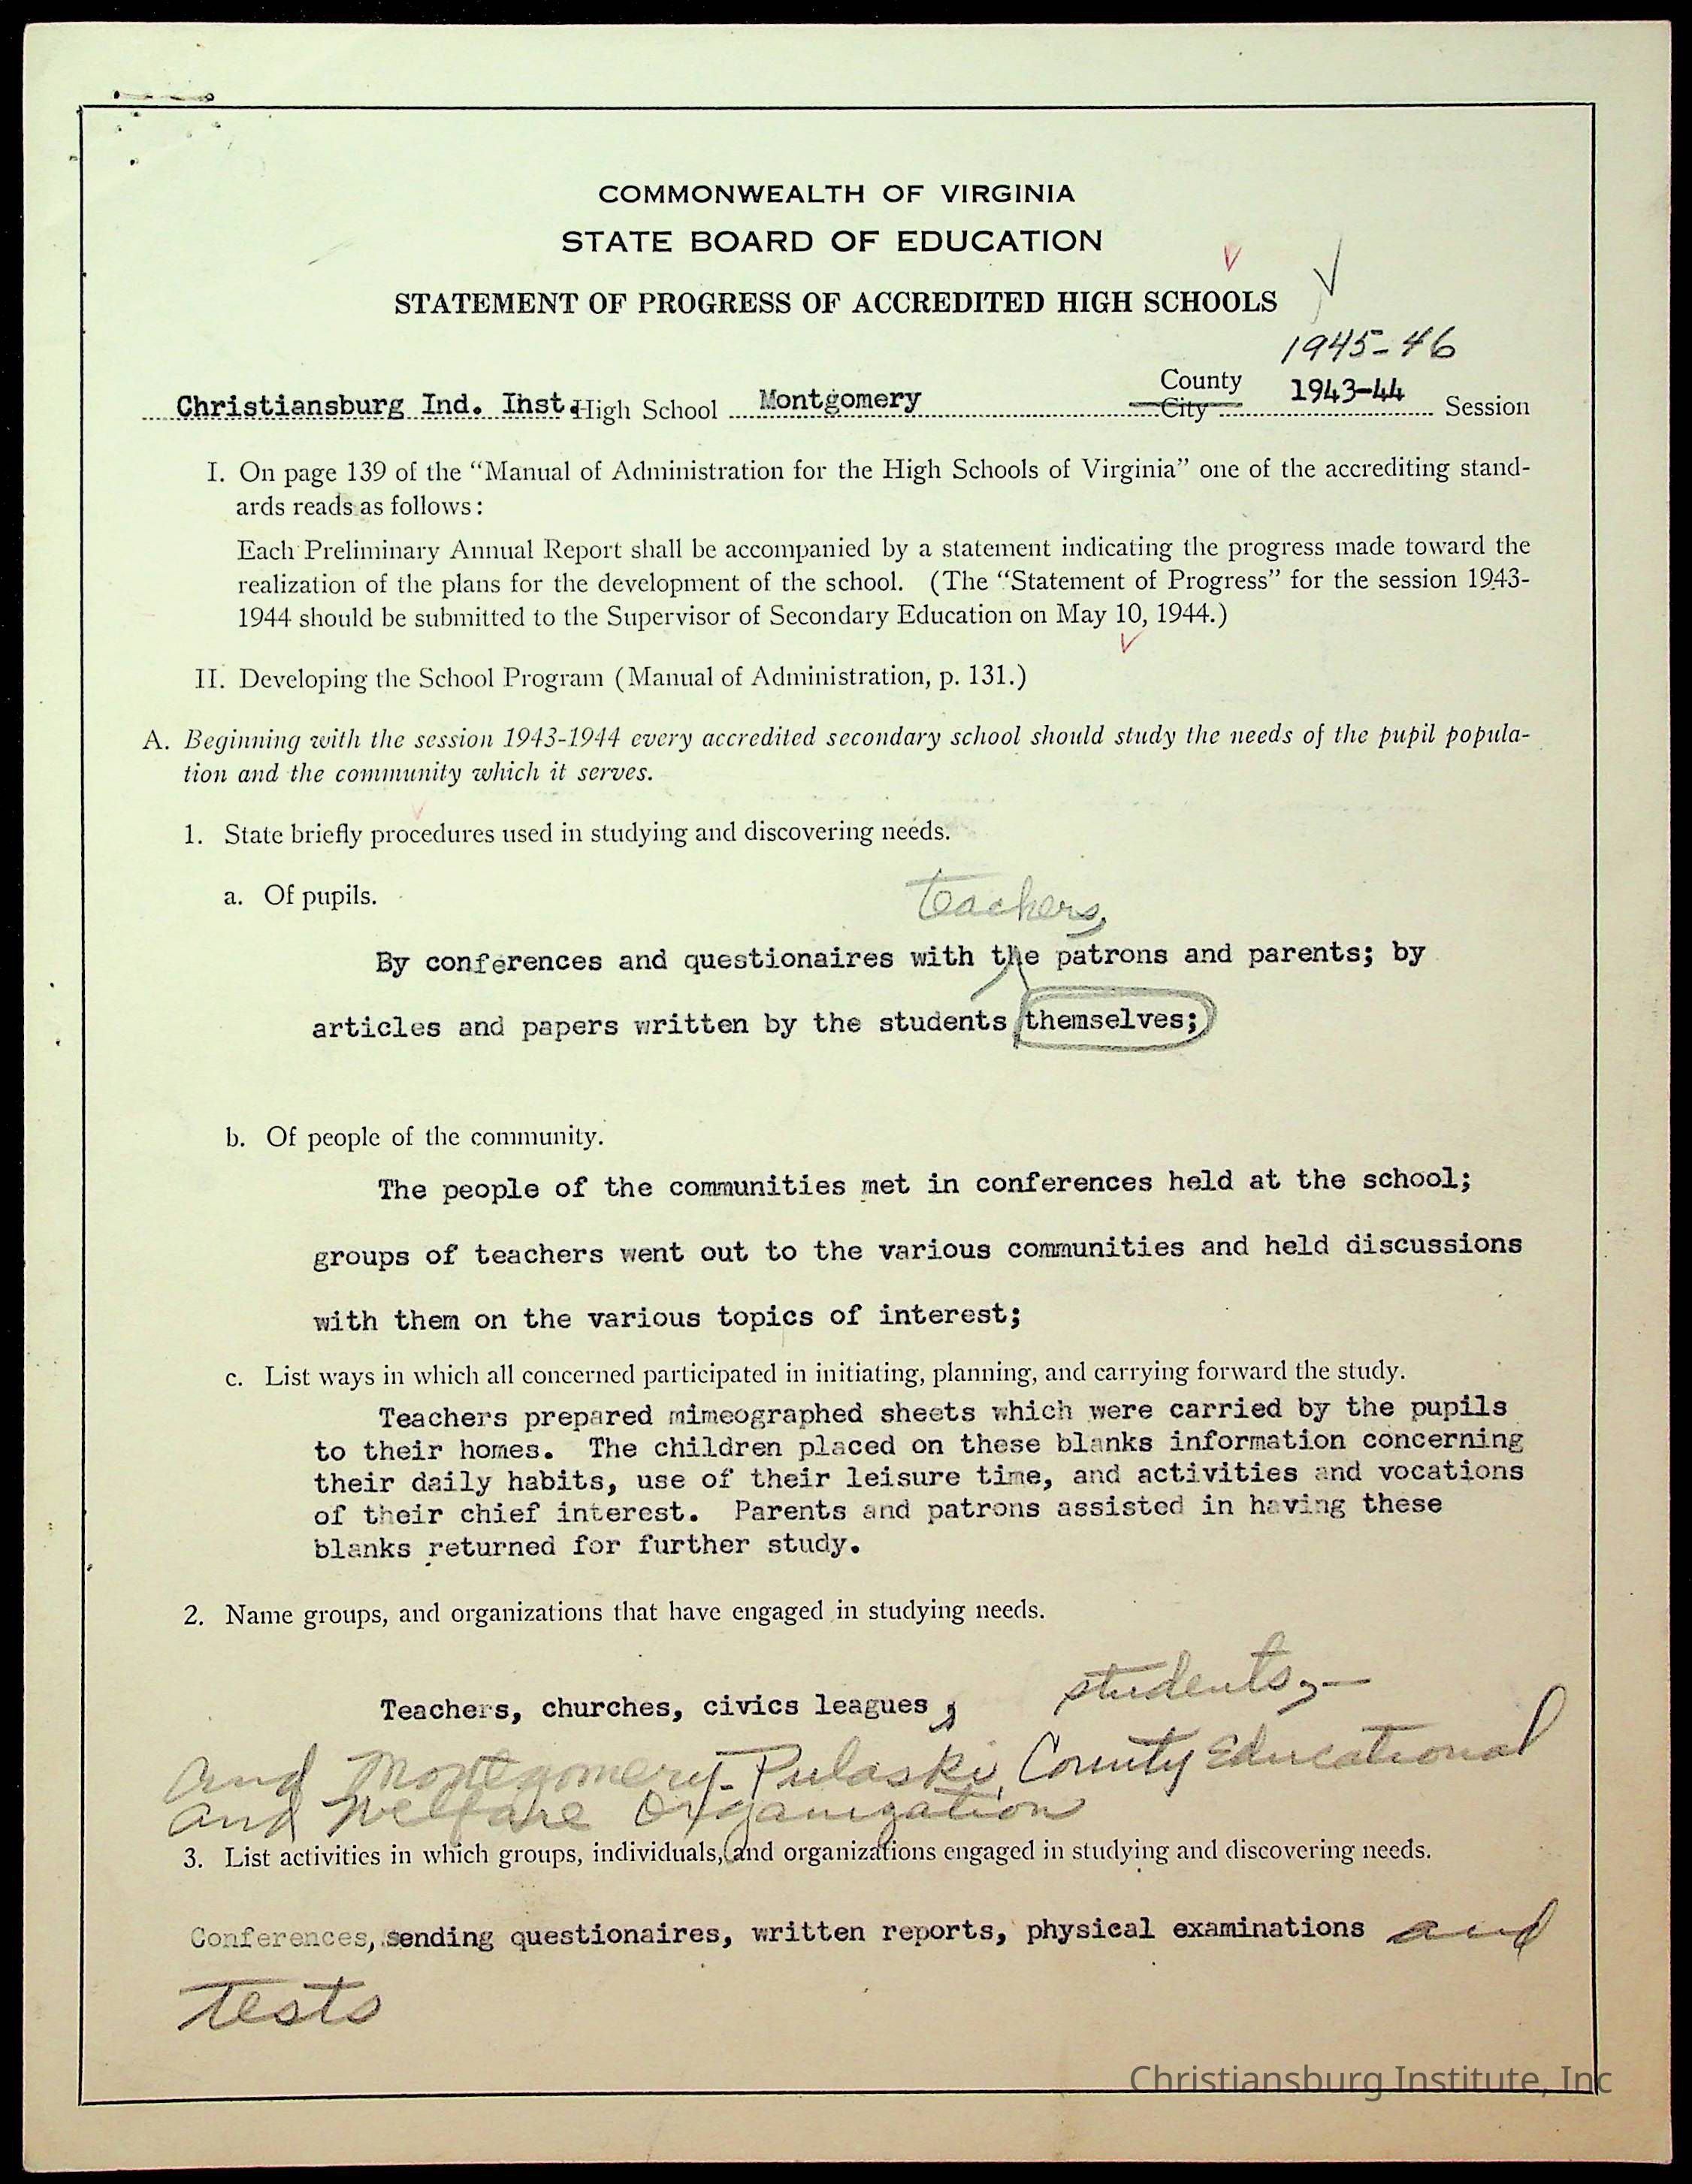 COMMONWEALTH OF VIRGINIA
STATE BOARD OF EDUCATION
STATEMENT OF PROGRESS OF ACCREDITED HIGH SCHOOLS
1945-46
Christiansburg Ind. Inst. High School Montgomery County City 1943-44 Session
I. On page 139 of the “Manual of Administration for the High Schools of Virginia” one of the accrediting stand-
ards reads as follows:
Each Preliminary Annual Report shall be accompanied by a statement indicating the progress made toward the
realization of the plans for the development of the school. (The “Statement of Progress” for the session 1943-
1944 should be submitted to the Supervisor of Secondary Education on May 10, 1944.)
II. Developing the School Program (Manual of Administration, p. 131.)
A. Beginning with the session 1943-1944 every accredited secondary school should study the needs of the pupil popula-
tion and the community which it serves.
1. State briefly procedures used in studying and discovering needs.
a. Of pupils.
teachers,
By conferences and questionaires with the patrons and parents; by
articles and papers written by the students themselves;
b. Of people of the community.
The people of the communities met in conferences held at the school;
groups of teachers went out to the various communities and held discussions
with them on the various topics of interest;
c. List ways in which all concerned participated in initiating, planning, and carrying forward the study.
Teachers prepared mimeographed sheets which were carried by the pupils
to their homes. The children placed on these blanks information concerning
their daily habits, use of their leisure time, and activities and vocations
of their chief interest. Parents and patrons assisted in having these
blanks returned for further study.
2. Name groups, and organizations that have engaged in studying needs.
students,
Teachers, churches, civics leagues,
and Montgomery-Pulaski County Educational
and Welfare Organization
3. List activities in which groups, individuals, and organizations engaged in studying and discovering needs.
Conferences, sending questionaires, written reports, physical examinations and
tests
Christiansburg Institute, Inc